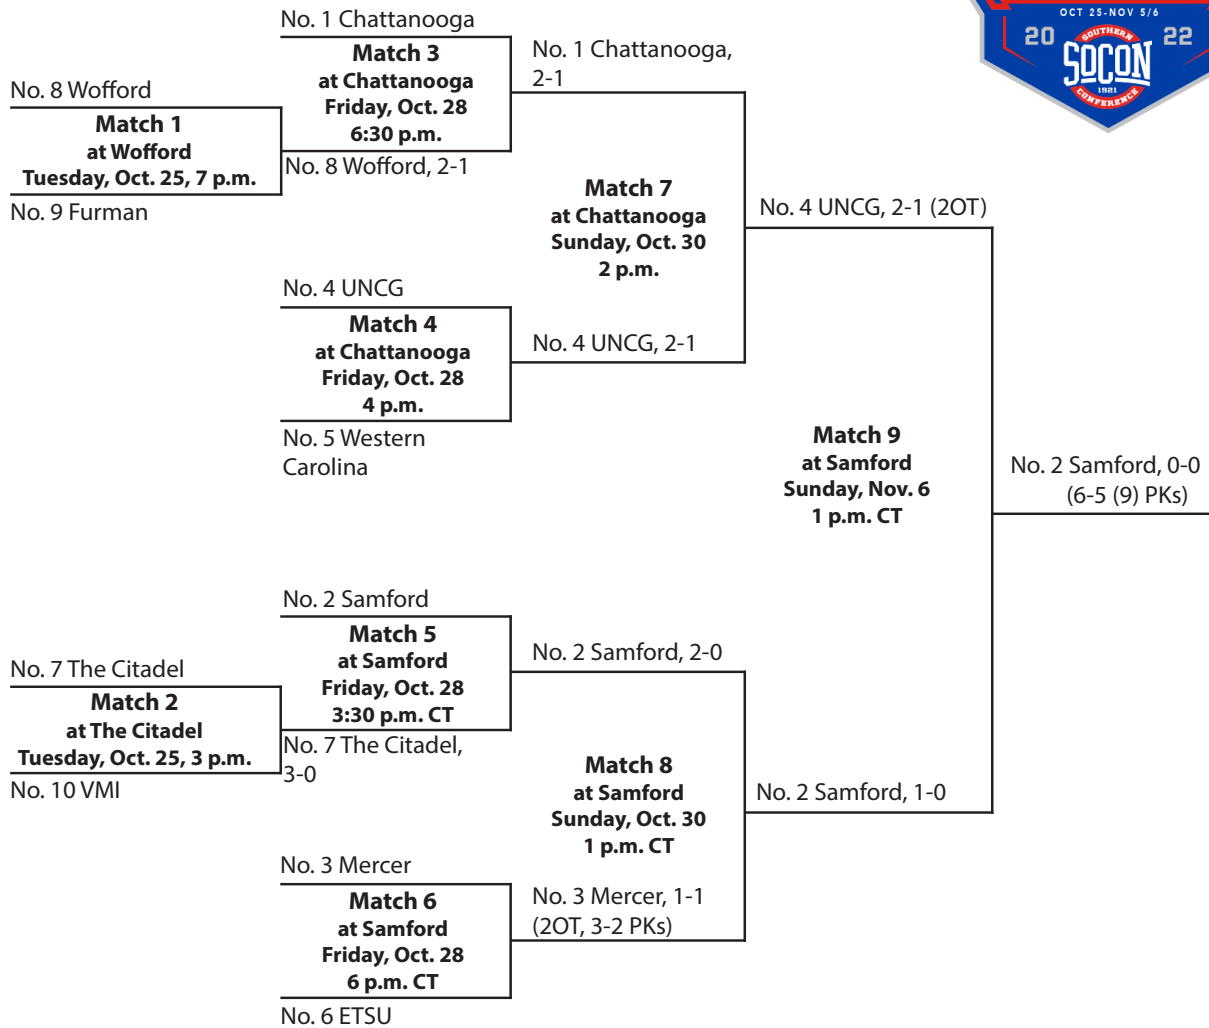 OCT 25-NOV 5/6
20
SOUTHERN
22
SOCON
1921
CONFERENCE
No. 1 Chattanooga
Match 3
at Chattanooga
Friday, Oct. 28
6:30 p.m.
No. 1 Chattanooga,
2-1
No. 8 Wofford
Match 1
at Wofford
Tuesday, Oct. 25, 7 p.m.
No. 8 Wofford, 2-1
No. 9 Furman
Match 7
at Chattanooga
Sunday, Oct. 30
2 p.m.
No. 4 UNCG, 2-1 (2OT)
No. 4 UNCG
Match 4
at Chattanooga
Friday, Oct. 28
4 p.m.
No. 4 UNCG, 2-1
No. 5 Western
Carolina
Match 9
at Samford
Sunday, Nov. 6
1 p.m. CT
No. 2 Samford, 0-0
(6-5 (9) PKs)
No. 2 Samford
Match 5
at Samford
Friday, Oct. 28
3:30 p.m. CT
No. 2 Samford, 2-0
No. 7 The Citadel
Match 2
at The Citadel
Tuesday, Oct. 25, 3 p.m.
No. 7 The Citadel,
3-0
No. 10 VMI
Match 8
at Samford
Sunday, Oct. 30
1 p.m. CT
No. 2 Samford, 1-0
No. 3 Mercer
Match 6
at Samford
Friday, Oct. 28
6 p.m. CT
No. 3 Mercer, 1-1
(2OT, 3-2 PKs)
No. 6 ETSU